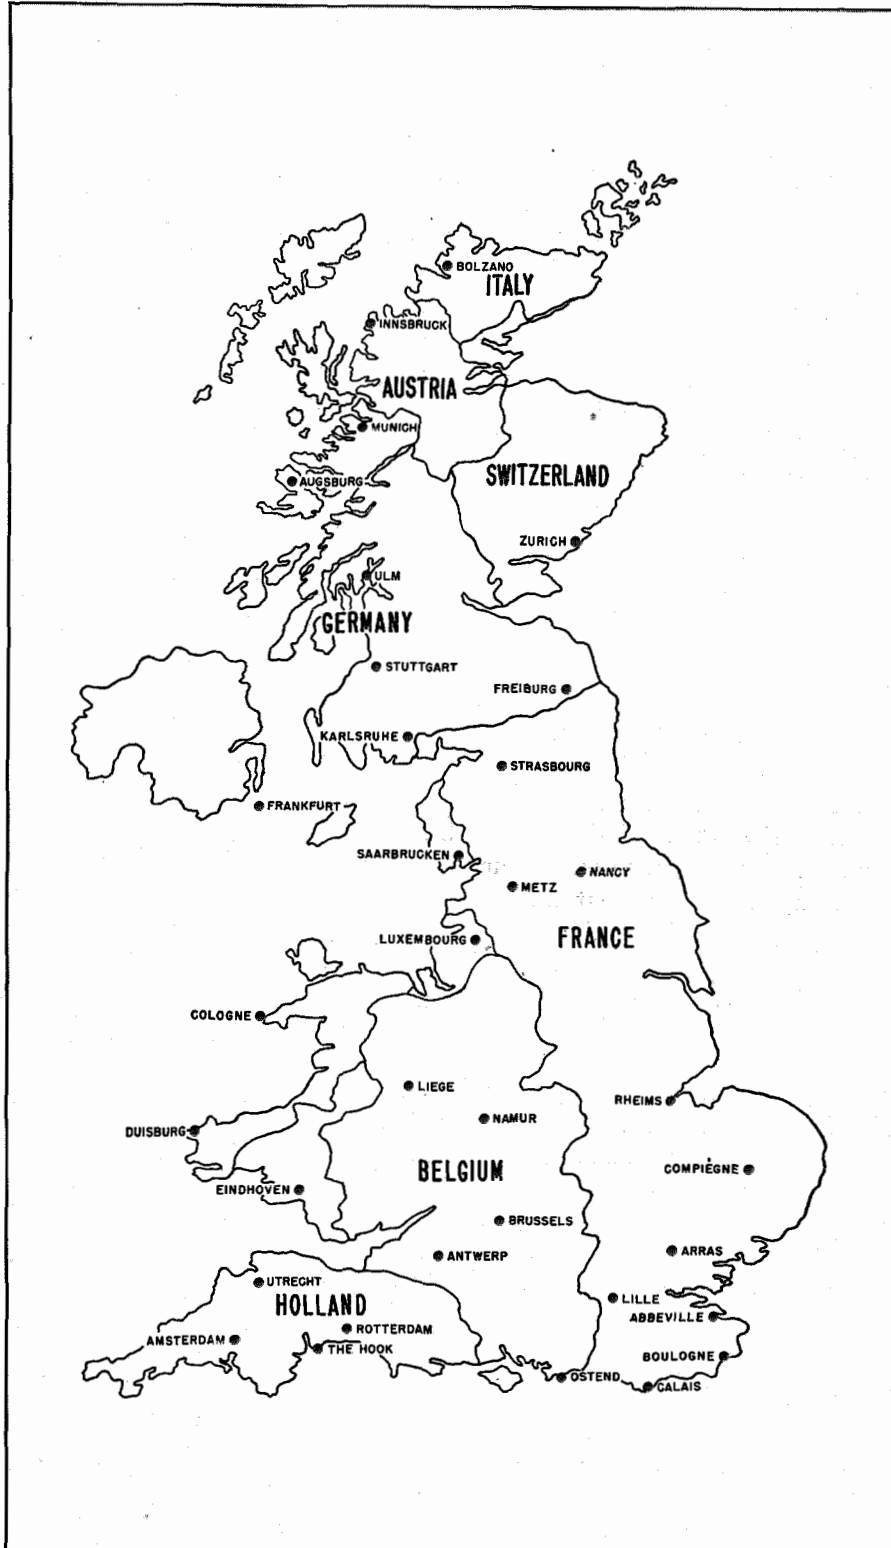 BOLZANO
ITALY
INNSBRUCK
AUSTRIA
MUNICH
SWITZERLAND
AUGSBURG
ZURICH
ULM
GERMANY
STUTTGART
FREIBURG
KARLSRUHE
STRASBOURG
FRANKFURT
SAARBRUCKEN
NANCY
METZ
LUXEMBOURG
FRANCE
COLOGNE
LIEGE
RHEIMS
NAMUR
DUISBURG
BELGIUM
COMPIÈGNE
EINDHOVEN
BRUSSELS
ARRAS
ANTWERP
UTRECHT
HOLLAND
LILLE
ABBEVILLE
ROTTERDAM
AMSTERDAM
THE HOOK
BOULOGNE
OSTEND
CALAIS